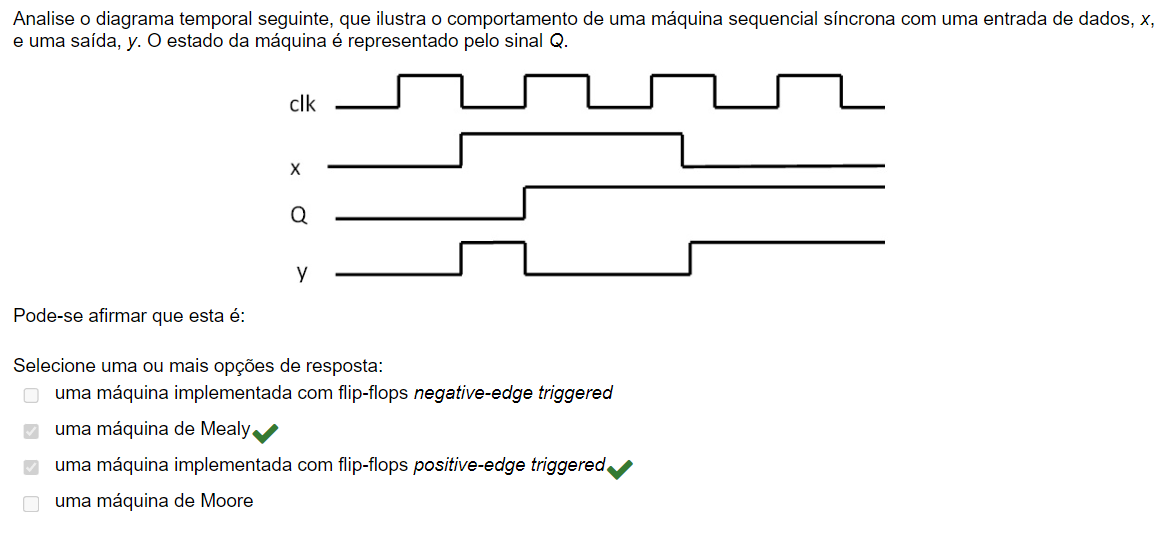 Analise o diagrama temporal seguinte, que ilustra o comportamento de uma máquina sequencial síncrona com uma entrada de dados, x,
e uma saída, y. O estado da máquina é representado pelo sinal Q.
clk
x
Q
y
Pode-se afirmar que esta é:
Selecione uma ou mais opções de resposta:
uma máquina implementada com flip-flops negative-edge triggered
uma máquina de Mealy
uma máquina implementada com flip-flops positive-edge triggered
uma máquina de Moore